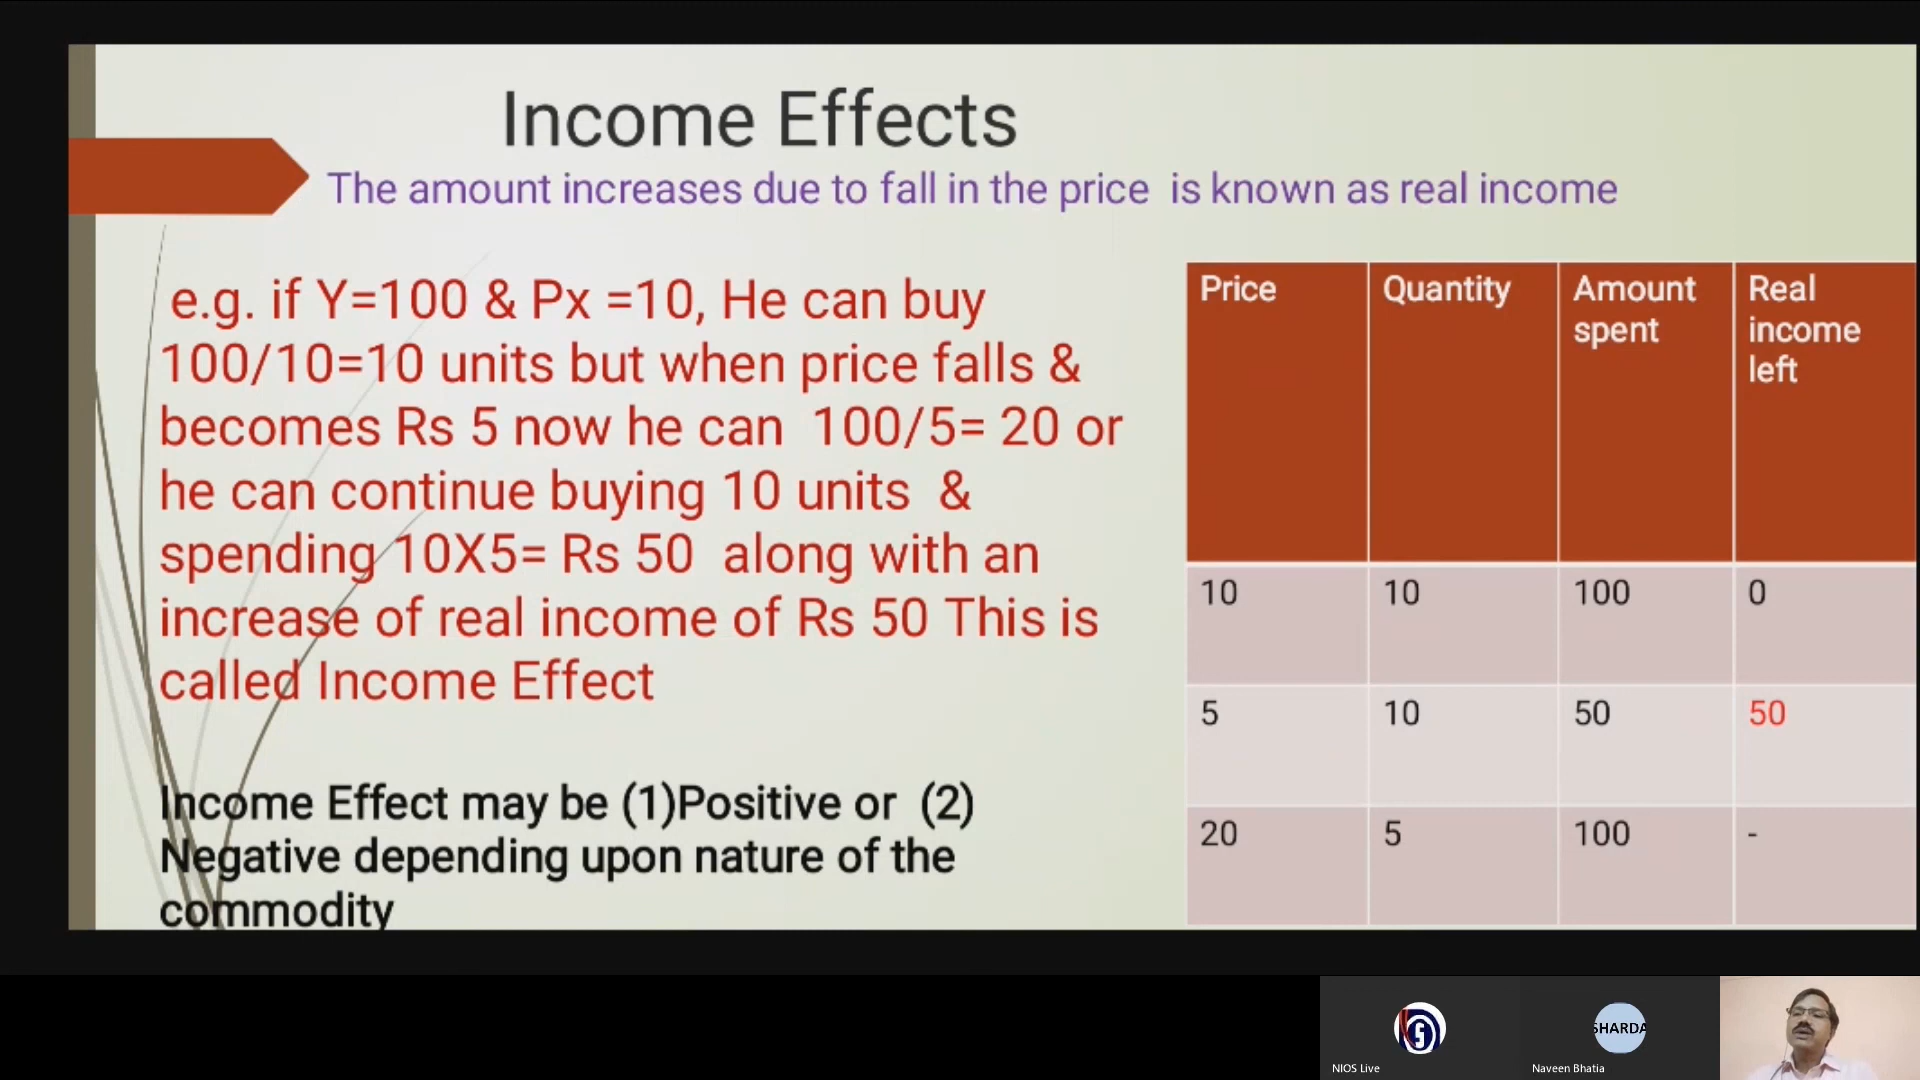 Income Effects
The amount increases due to fall in the price is known as real income
e.g. if Y=100 & Px =10, He can buy
100/10=10 units but when price falls &
becomes Rs 5 now he can 100/5= 20 or
he can continue buying 10 units &
spending 10X5= Rs 50 along with an
increase of real income of Rs 50 This is
called Income Effect
Income Effect may be (1)Positive or (2)
Negative depending upon nature of the
commodity
Price Quantity Amount spent Real income left
10 10 100 0
5 10 50 50
20 5 100 -
SHARDA
NIOS Live
Naveen Bhatia